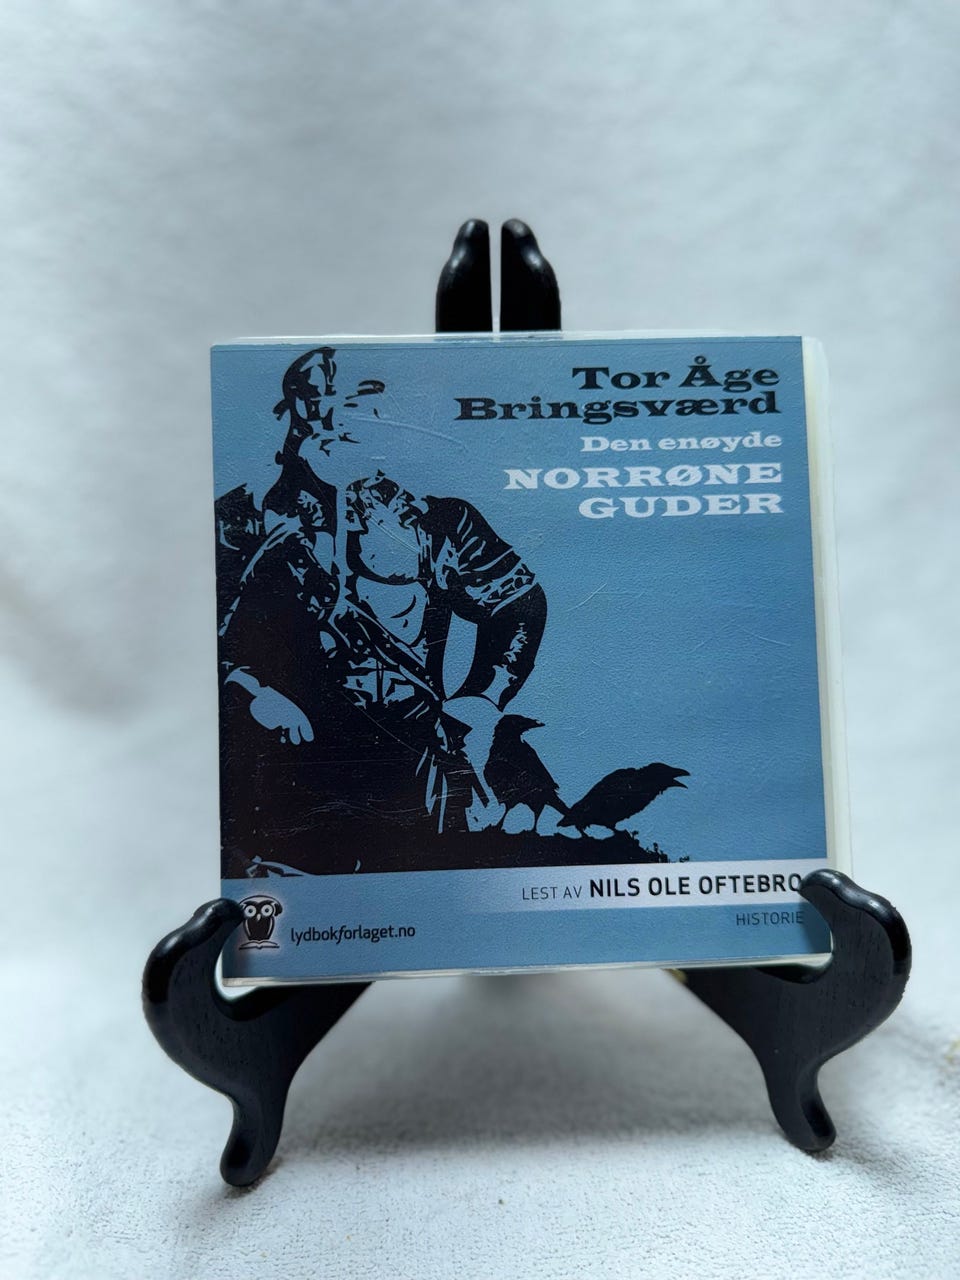 Tor Åge
Bringsværd
Den enøyde
NORRØNE
GUDER
LEST AV NILS OLE OFTEBRO
HISTORIE
lydbokforlaget.no